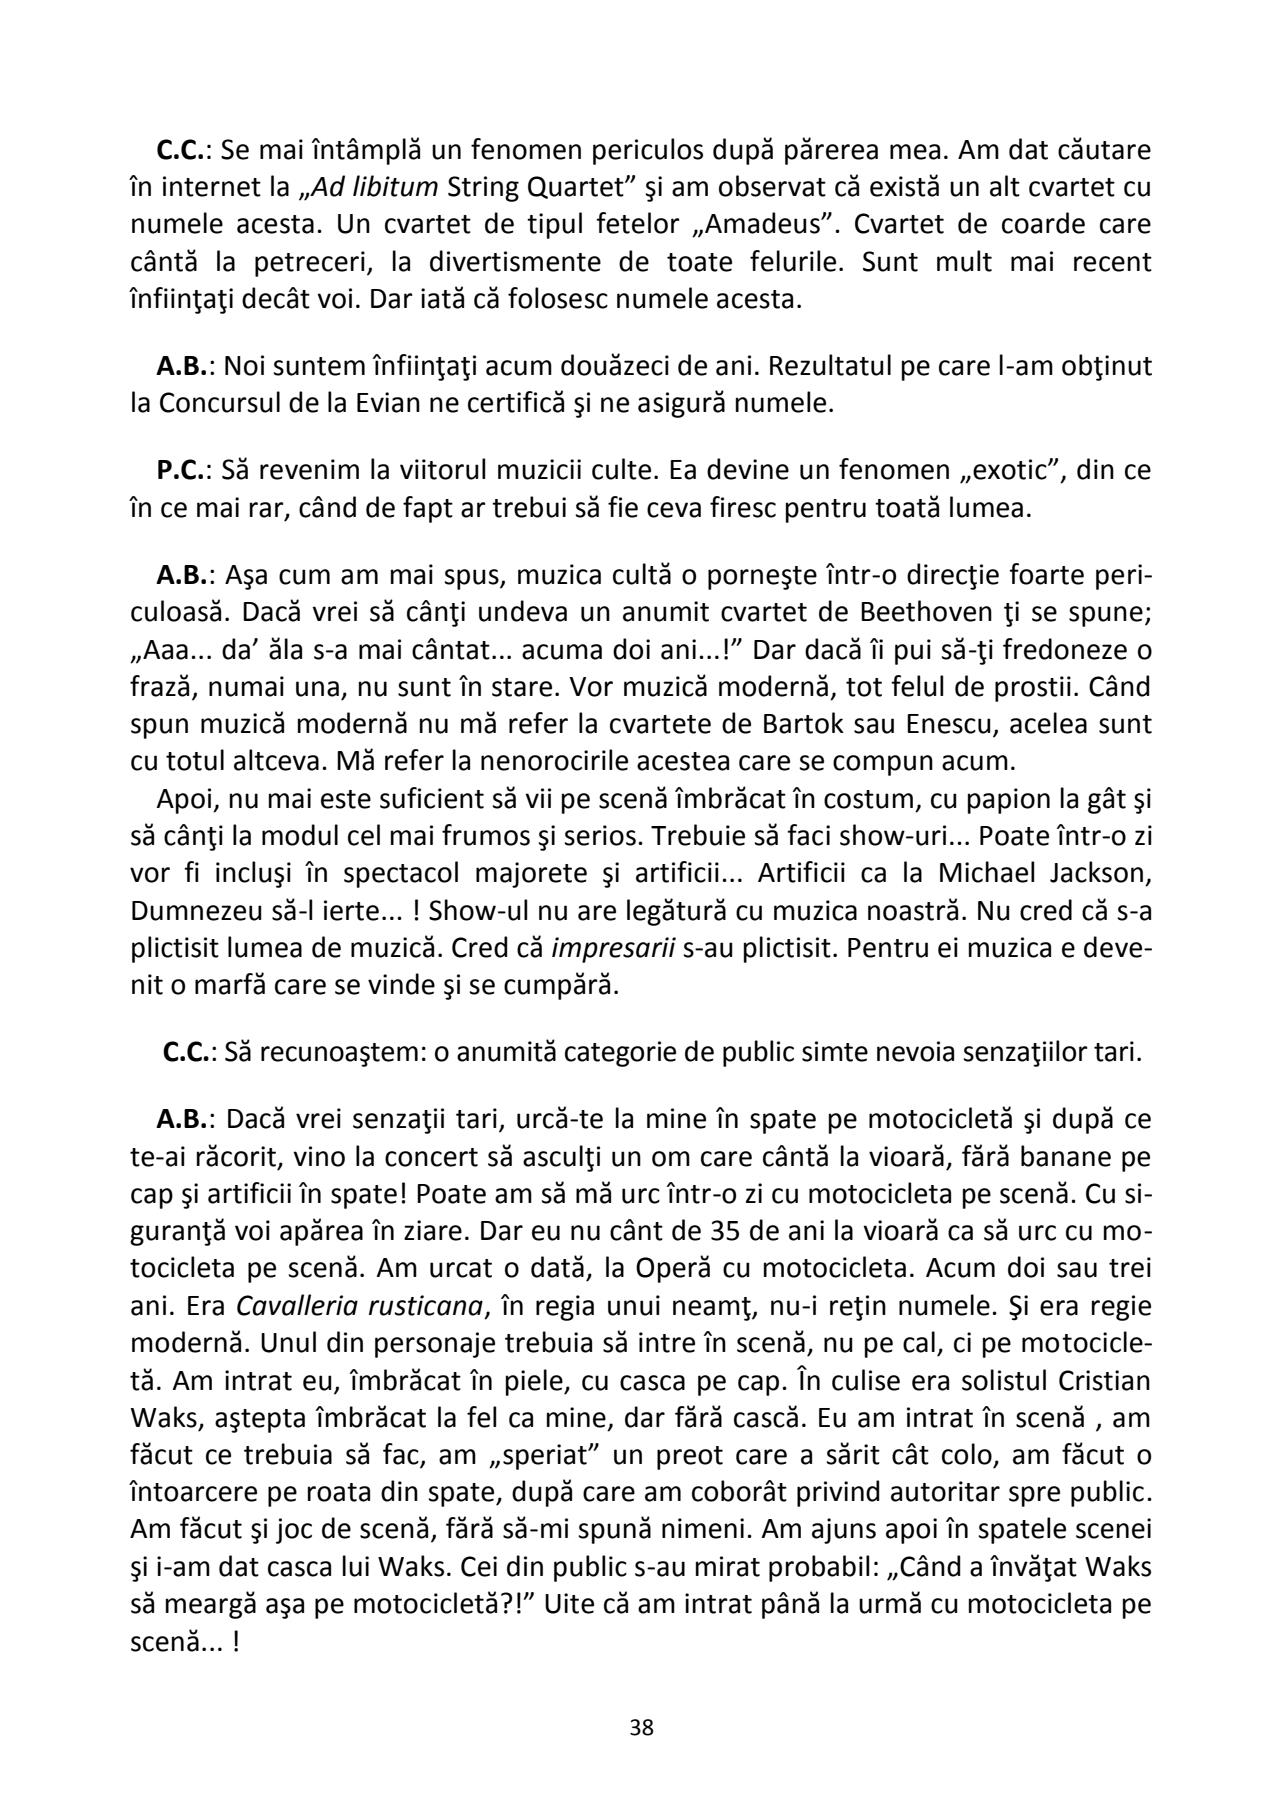 C.C.: Se mai întâmplă un fenomen periculos după părerea mea. Am dat căutare
în internet la „Ad libitum String Quartet” şi am observat că există un alt cvartet cu
numele acesta. Un cvartet de tipul fetelor „Amadeus”. Cvartet de coarde care
cântă la petreceri, la divertismente de toate felurile. Sunt mult mai recent
înfiinţaţi decât voi. Dar iată că folosesc numele acesta.
A.B.: Noi suntem înfiinţaţi acum douăzeci de ani. Rezultatul pe care l-am obţinut
la Concursul de la Evian ne certifică şi ne asigură numele.
P.C.: Să revenim la viitorul muzicii culte. Ea devine un fenomen „exotic”, din ce
în ce mai rar, când de fapt ar trebui să fie ceva firesc pentru toată lumea.
A.B.: Aşa cum am mai spus, muzica cultă o porneşte într-o direcţie foarte peri-
culoasă. Dacă vrei să cânţi undeva un anumit cvartet de Beethoven ţi se spune;
„Aaa... da’ ăla s-a mai cântat... acuma doi ani...!” Dar dacă îi pui să-ţi fredoneze o
frază, numai una, nu sunt în stare. Vor muzică modernă, tot felul de prostii. Când
spun muzică modernă nu mă refer la cvartete de Bartok sau Enescu, acelea sunt
cu totul altceva. Mă refer la nenorocirile acestea care se compun acum.
Apoi, nu mai este suficient să vii pe scenă îmbrăcat în costum, cu papion la gât şi
să cânţi la modul cel mai frumos şi serios. Trebuie să faci show-uri... Poate într-o zi
vor fi incluşi în spectacol majorete şi artificii... Artificii ca la Michael Jackson,
Dumnezeu să-l ierte... ! Show-ul nu are legătură cu muzica noastră. Nu cred că s-a
plictisit lumea de muzică. Cred că impresarii s-au plictisit. Pentru ei muzica e deve-
nit o marfă care se vinde şi se cumpără.
C.C.: Să recunoaştem: o anumită categorie de public simte nevoia senzaţiilor tari.
A.B.: Dacă vrei senzaţii tari, urcă-te la mine în spate pe motocicletă şi după ce
te-ai răcorit, vino la concert să asculţi un om care cântă la vioară, fără banane pe
cap şi artificii în spate! Poate am să mă urc într-o zi cu motocicleta pe scenă. Cu si-
guranţă voi apărea în ziare. Dar eu nu cânt de 35 de ani la vioară ca să urc cu mo-
tocicleta pe scenă. Am urcat o dată, la Operă cu motocicleta. Acum doi sau trei
ani. Era Cavalleria rusticana, în regia unui neamţ, nu-i reţin numele. Şi era regie
modernă. Unul din personaje trebuia să intre în scenă, nu pe cal, ci pe motocicle-
tă. Am intrat eu, îmbrăcat în piele, cu casca pe cap. În culise era solistul Cristian
Waks, aştepta îmbrăcat la fel ca mine, dar fără cască. Eu am intrat în scenă , am
făcut ce trebuia să fac, am „speriat” un preot care a sărit cât colo, am făcut o
întoarcere pe roata din spate, după care am coborât privind autoritar spre public.
Am făcut şi joc de scenă, fără să-mi spună nimeni. Am ajuns apoi în spatele scenei
şi i-am dat casca lui Waks. Cei din public s-au mirat probabil: „Când a învăţat Waks
să meargă aşa pe motocicletă?!” Uite că am intrat până la urmă cu motocicleta pe
scenă... !
38